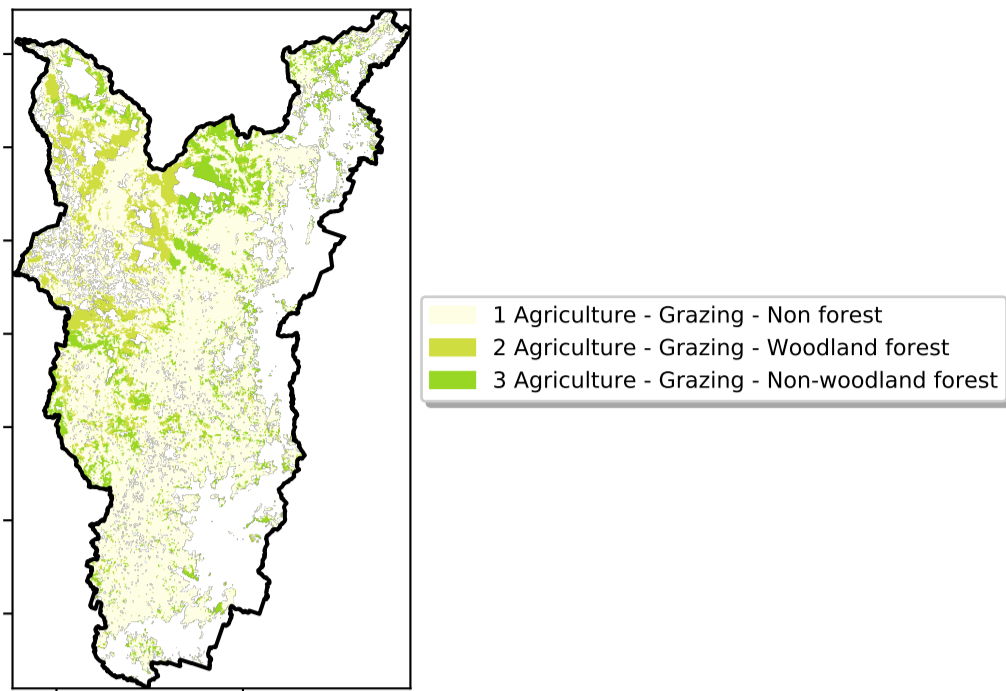 1 Agriculture - Grazing - Non forest
2 Agriculture - Grazing - Woodland forest
3 Agriculture - Grazing - Non-woodland forest